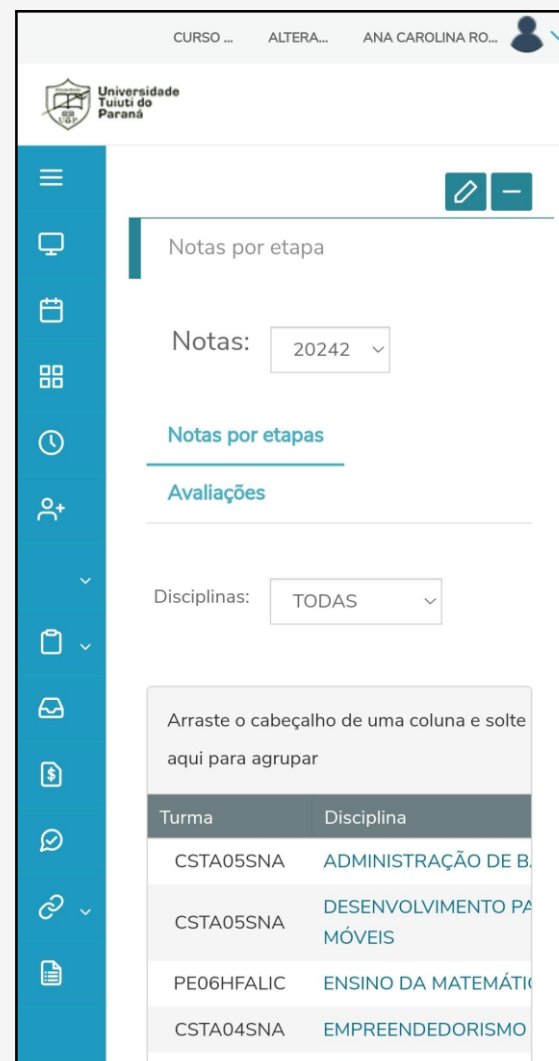 CURSO ... ALTERA... ANA CAROLINA RO...
Universidade
Tuiuti do
Paraná
Notas por etapa
Notas: 20242
Notas por etapas
Avaliações
Disciplinas: TODAS
Arraste o cabeçalho de uma coluna e solte
aqui para agrupar
Turma Disciplina
CSTA05SNA ADMINISTRAÇÃO DE B
CSTA05SNA DESENVOLVIMENTO PA
MÓVEIS
PE06HFALIC ENSINO DA MATEMÁTI
CSTA04SNA EMPREENDEDORISMO